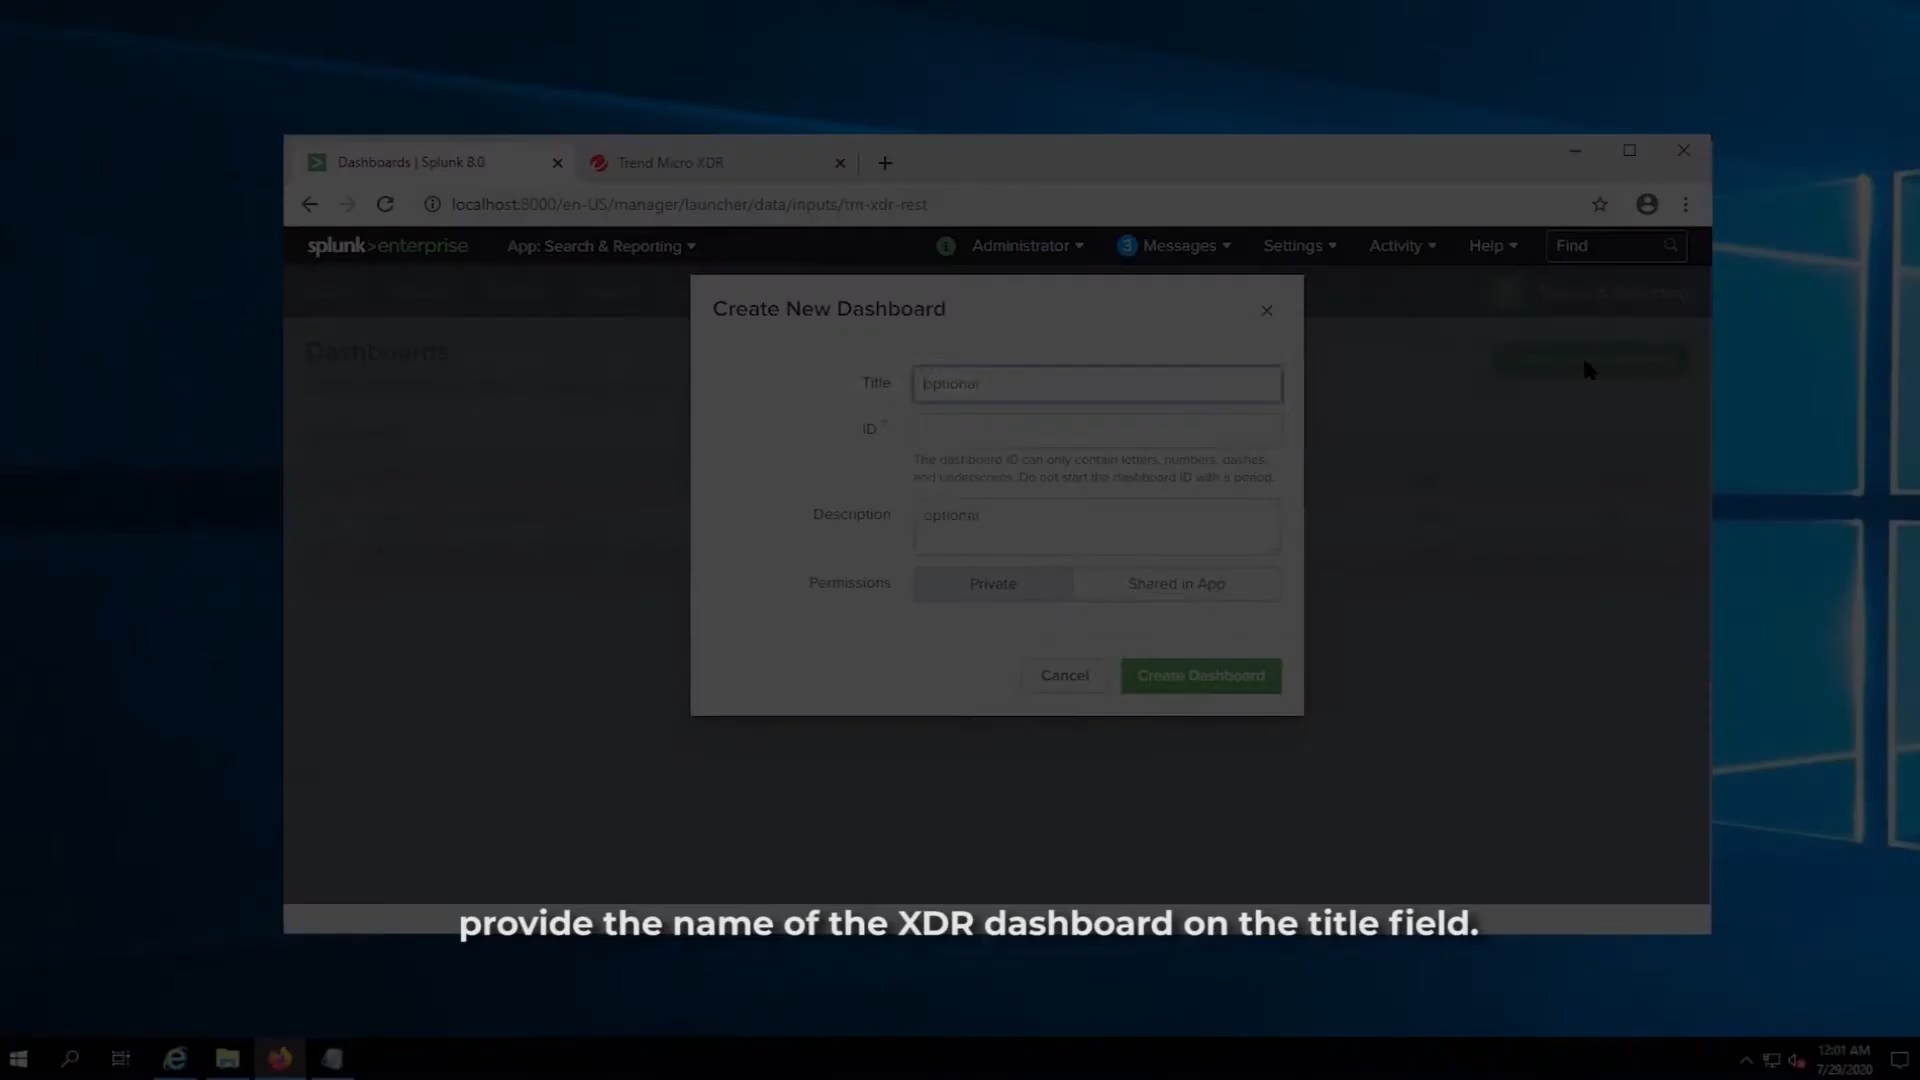 Dashboards | Splunk 8.0
Trend Micro XDR
localhost:8000/en-US/manager/launcher/data/inputs/tm-xdr-rest
splunk>enterprise
App: Search & Reporting
Administrator
3 Messages
Settings
Activity
Help
Find
Dashboards
Create New Dashboard
Title
optional
ID *
The dashboard ID can only contain letters, numbers, dashes,
and underscores. Do not start the dashboard ID with a period.
Description
optional
Permissions
Private
Shared in App
Cancel
Create Dashboard
provide the name of the XDR dashboard on the title field.
12:01 AM
7/29/2020